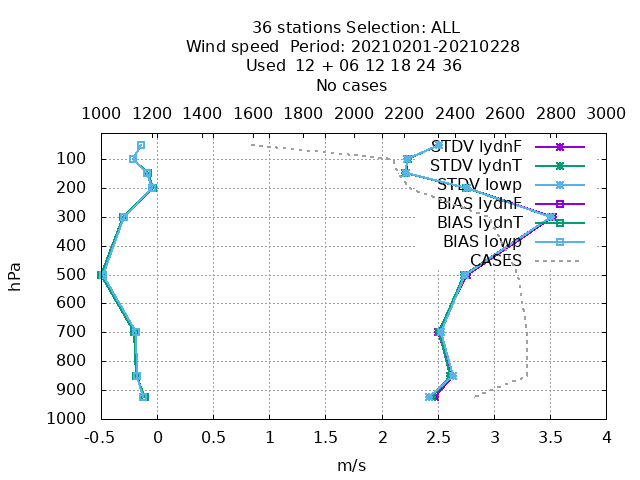 36 stations Selection: ALL
Wind speed  Period: 20210201-20210228
Used  12 + 06 12 18 24 36
No cases
1000 1200 1400 1600 1800 2000 2200 2400 2600 2800 3000
STDV lydnF
STDV lydnT
STDV lowp
BIAS lydnF
BIAS lydnT
BIAS lowp
CASES
100
200
300
400
500
600
700
800
900
1000
hPa
-0.5 0 0.5 1 1.5 2 2.5 3 3.5 4
m/s